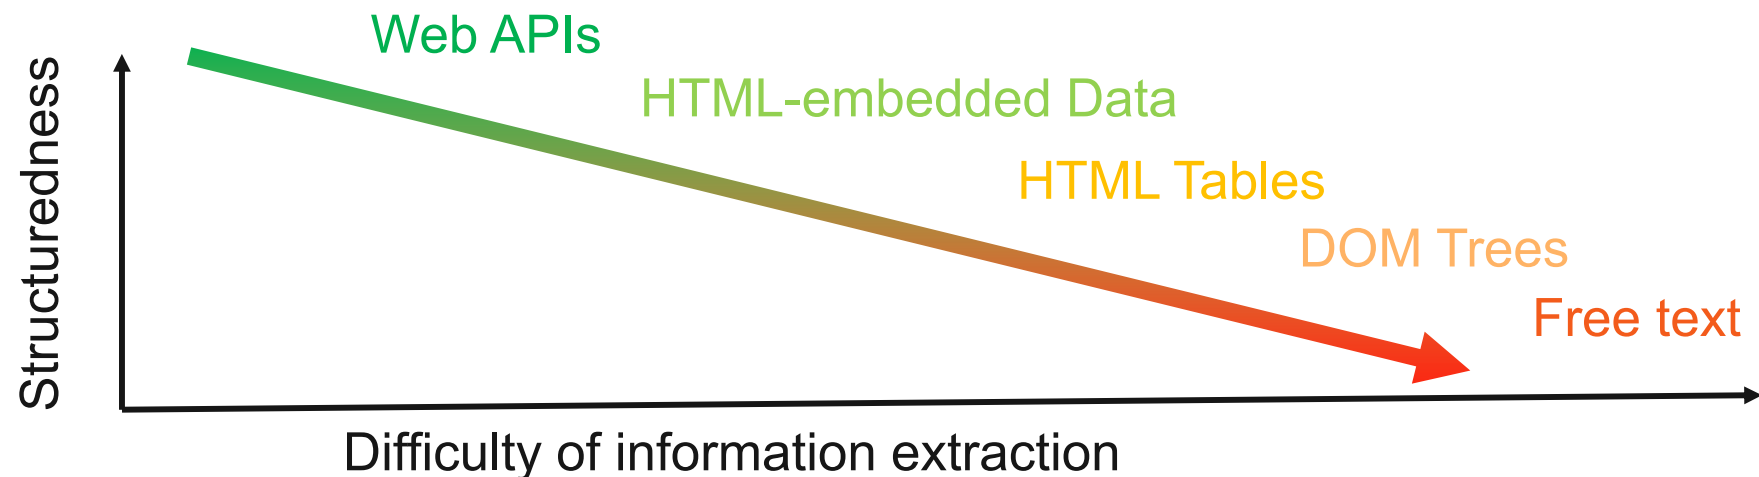 Web APIs
HTML-embedded Data
HTML Tables
DOM Trees
Free text
Structuredness
Difficulty of information extraction